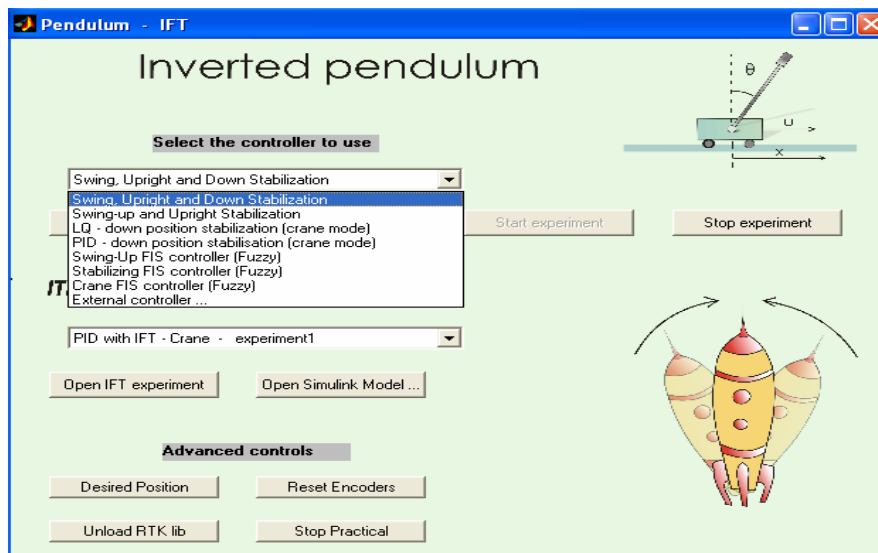 Pendulum - IFT
Inverted pendulum
θ
u
x
Select the controller to use
Swing, Upright and Down Stabilization
Swing, Upright and Down Stabilization
Swing-up and Upright Stabilization
LQ - down position stabilization (crane mode)
PID - down position stabilisation (crane mode)
Swing-Up FIS controller (Fuzzy)
Stabilizing FIS controller (Fuzzy)
Crane FIS controller (Fuzzy)
External controller ...
Start experiment
Stop experiment
PID with IFT - Crane - experiment1
Open IFT experiment
Open Simulink Model ...
Advanced controls
Desired Position
Reset Encoders
Unload RTK lib
Stop Practical